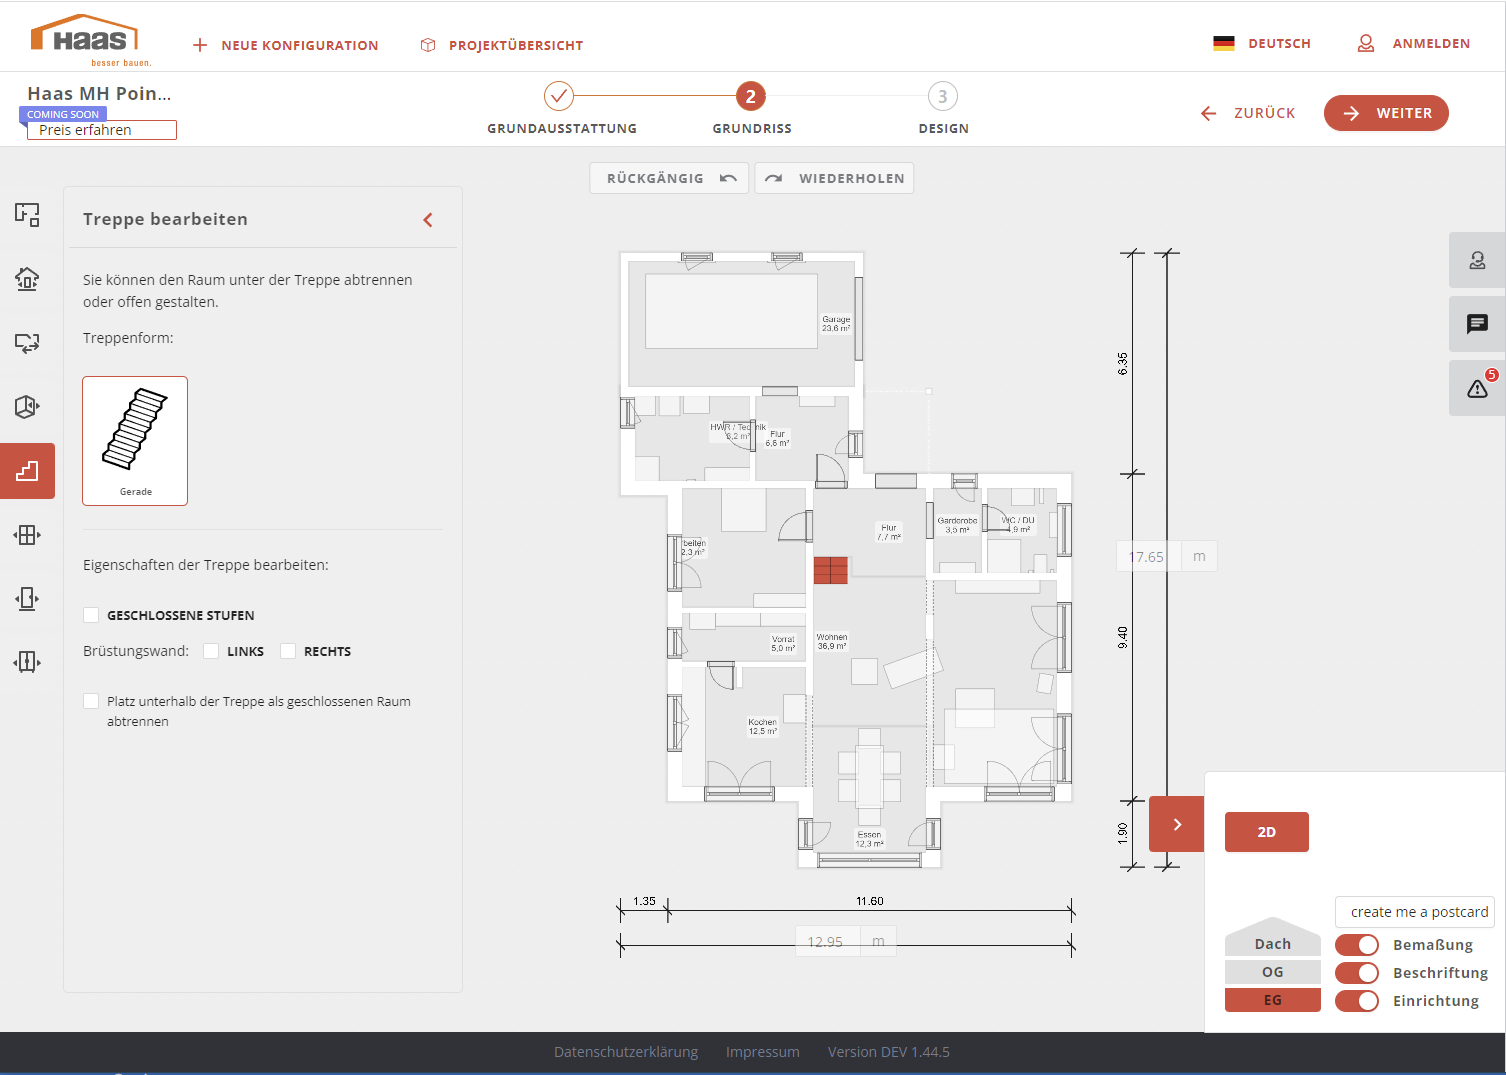 Haas
besser bauen.
NEUE KONFIGURATION
PROJEKTÜBERSICHT
DEUTSCH
ANMELDEN
Haas MH Poin...
COMING SOON
Preis erfahren
2
3
GRUNDAUSSTATTUNG
GRUNDRISS
DESIGN
ZURÜCK
WEITER
RÜCKGÄNGIG
WIEDERHOLEN
Treppe bearbeiten
Sie können den Raum unter der Treppe abtrennen
oder offen gestalten.
Treppenform:
Gerade
Eigenschaften der Treppe bearbeiten:
GESCHLOSSENE STUFEN
Brüstungswand:
LINKS
RECHTS
Platz unterhalb der Treppe als geschlossenen Raum
abtrennen
Garage
23,6 m²
HWR / Technik
8,2 m²
Flur
6,6 m²
Flur
7,7 m²
Garderobe
3,5 m²
WC / DU
4,9 m²
beiten
2,3 m²
Vorrat
5,0 m²
Wohnen
36,9 m²
Kochen
12,5 m²
Essen
12,3 m²
6.35
17.65
m
9.40
1.90
1.35
11.60
12.95
m
5
2D
create me a postcard
Dach
OG
EG
Bemaßung
Beschriftung
Einrichtung
Datenschutzerklärung
Impressum
Version DEV 1.44.5